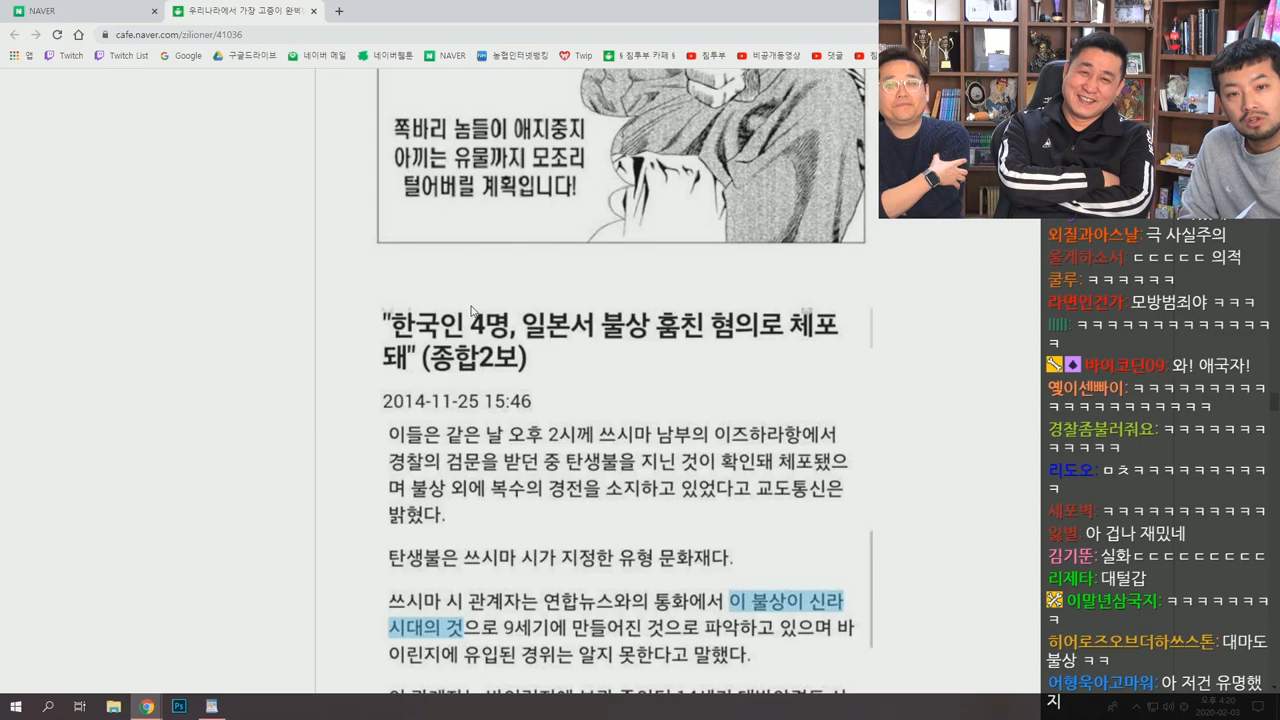 NAVER
우리나라에서 가장 고증이 완벽
cafe.naver.com/zilioner/41036
앱
Twitch
Twitch List
Google
구글드라이브
네이버 메일
네이버웹툰
NAVER
농협인터넷뱅킹
Twip
§ 침투부 카페 §
침투부
비공개동영상
댓글
쪽바리 놈들이 애지중지
아끼는 유물까지 모조리
털어버릴 계획입니다!
"한국인 4명, 일본서 불상 훔친 혐의로 체포
돼" (종합2보)
2014-11-25 15:46
이들은 같은 날 오후 2시께 쓰시마 남부의 이즈하라항에서
경찰의 검문을 받던 중 탄생불을 지닌 것이 확인돼 체포됐으
며 불상 외에 복수의 경전을 소지하고 있었다고 교도통신은
밝혔다.
탄생불은 쓰시마 시가 지정한 유형 문화재다.
쓰시마 시 관계자는 연합뉴스와의 통화에서 이 불상이 신라
시대의 것으로 9세기에 만들어진 것으로 파악하고 있으며 바
이린지에 유입된 경위는 알지 못한다고 말했다.
외질과아스날: 극 사실주의
울게하소서: ㄷㄷㄷㄷㄷ 의적
쿨루: ㅋㅋㅋㅋㅋㅋ
라면인건가: 모방범죄야 ㅋㅋㅋ
lllll: ㅋㅋㅋㅋㅋㅋㅋㅋㅋㅋㅋㅋㅋ
ㅋ
바이코딘09: 와! 애국자!
옛이센빠이: ㅋㅋㅋㅋㅋㅋㅋㅋㅋ
ㅋㅋㅋㅋㅋㅋㅋㅋㅋㅋㅋ
경찰좀불러줘요: ㅋㅋㅋㅋㅋㅋㅋ
ㅋㅋㅋㅋㅋ
리도오: ㅁㅊㅋㅋㅋㅋㅋㅋㅋㅋㅋ
ㅋ
세포벽: ㅋㅋㅋㅋㅋㅋㅋㅋㅋㅋㅋ
잃별: 아 겁나 재밌네
김기뚠: 실화ㄷㄷㄷㄷㄷㄷㄷㄷㄷ
리제타: 대털갑
이말년삼국지: ㅋㅋㅋㅋㅋㅋㅋ
ㅋ
히어로즈오브더하쓰스톤: 대마도
불상 ㅋㅋ
어형욱아고마워: 아 저건 유명했
지
오후 4:20
2020-02-03